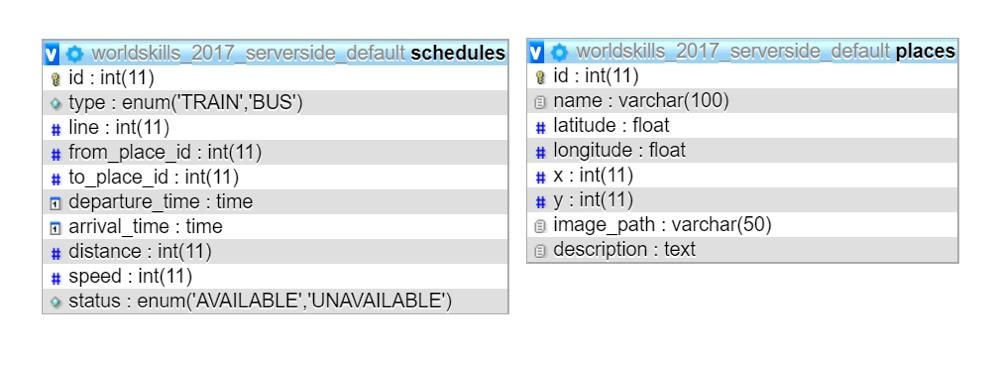 v worldskills_2017_serverside_default schedules
id : int(11)
type : enum('TRAIN','BUS')
# line : int(11)
# from_place_id : int(11)
# to_place_id : int(11)
departure_time : time
arrival_time : time
# distance : int(11)
# speed : int(11)
status : enum('AVAILABLE','UNAVAILABLE')
v worldskills_2017_serverside_default places
id : int(11)
name : varchar(100)
# latitude : float
# longitude : float
# x : int(11)
# y : int(11)
image_path : varchar(50)
description : text